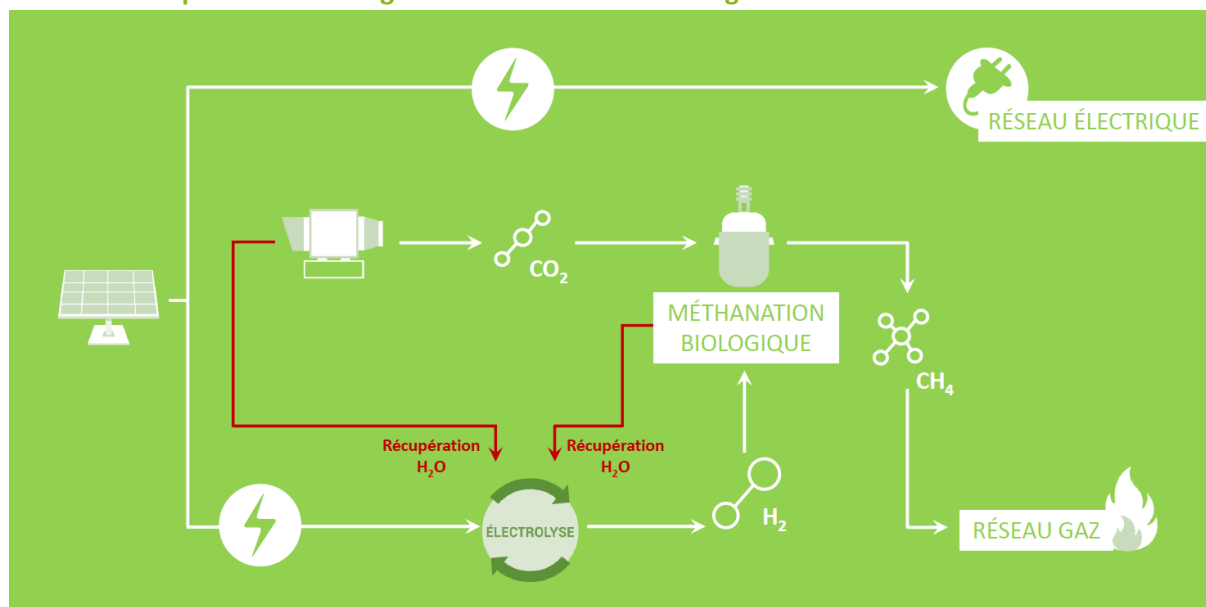 RÉSEAU ÉLECTRIQUE
CO2
MÉTHANATION
BIOLOGIQUE
CH4
Récupération
H2O
Récupération
H2O
ÉLECTROLYSE
H2
RÉSEAU GAZ